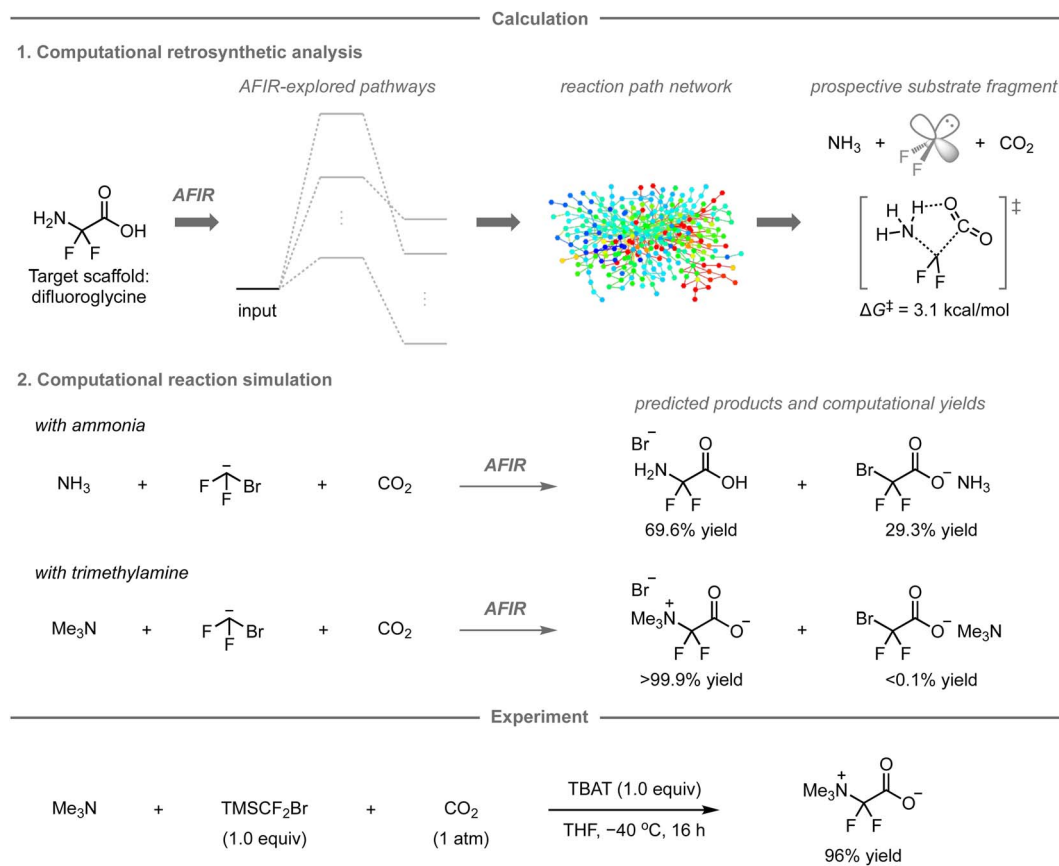 Calculation
1. Computational retrosynthetic analysis
AFIR-explored pathways
reaction path network
prospective substrate fragment
NH₃ + F F + CO₂
AFIR
H₂N O OH F F
Target scaffold:
difluoroglycine
input
H H N H O C O F F ‡
ΔG‡ = 3.1 kcal/mol
2. Computational reaction simulation
predicted products and computational yields
with ammonia
NH₃ + F F Br − + CO₂ AFIR Br− H₂N O OH F F + Br O O− F F NH₃
69.6% yield 29.3% yield
with trimethylamine
Me₃N + F F Br − + CO₂ AFIR Br− Me₃N + O O− F F + Br O O− F F Me₃N
>99.9% yield <0.1% yield
Experiment
Me₃N + TMSCF₂Br + CO₂ TBAT (1.0 equiv) Me₃N + O O− F F
(1.0 equiv) (1 atm) THF, −40 ºC, 16 h
96% yield